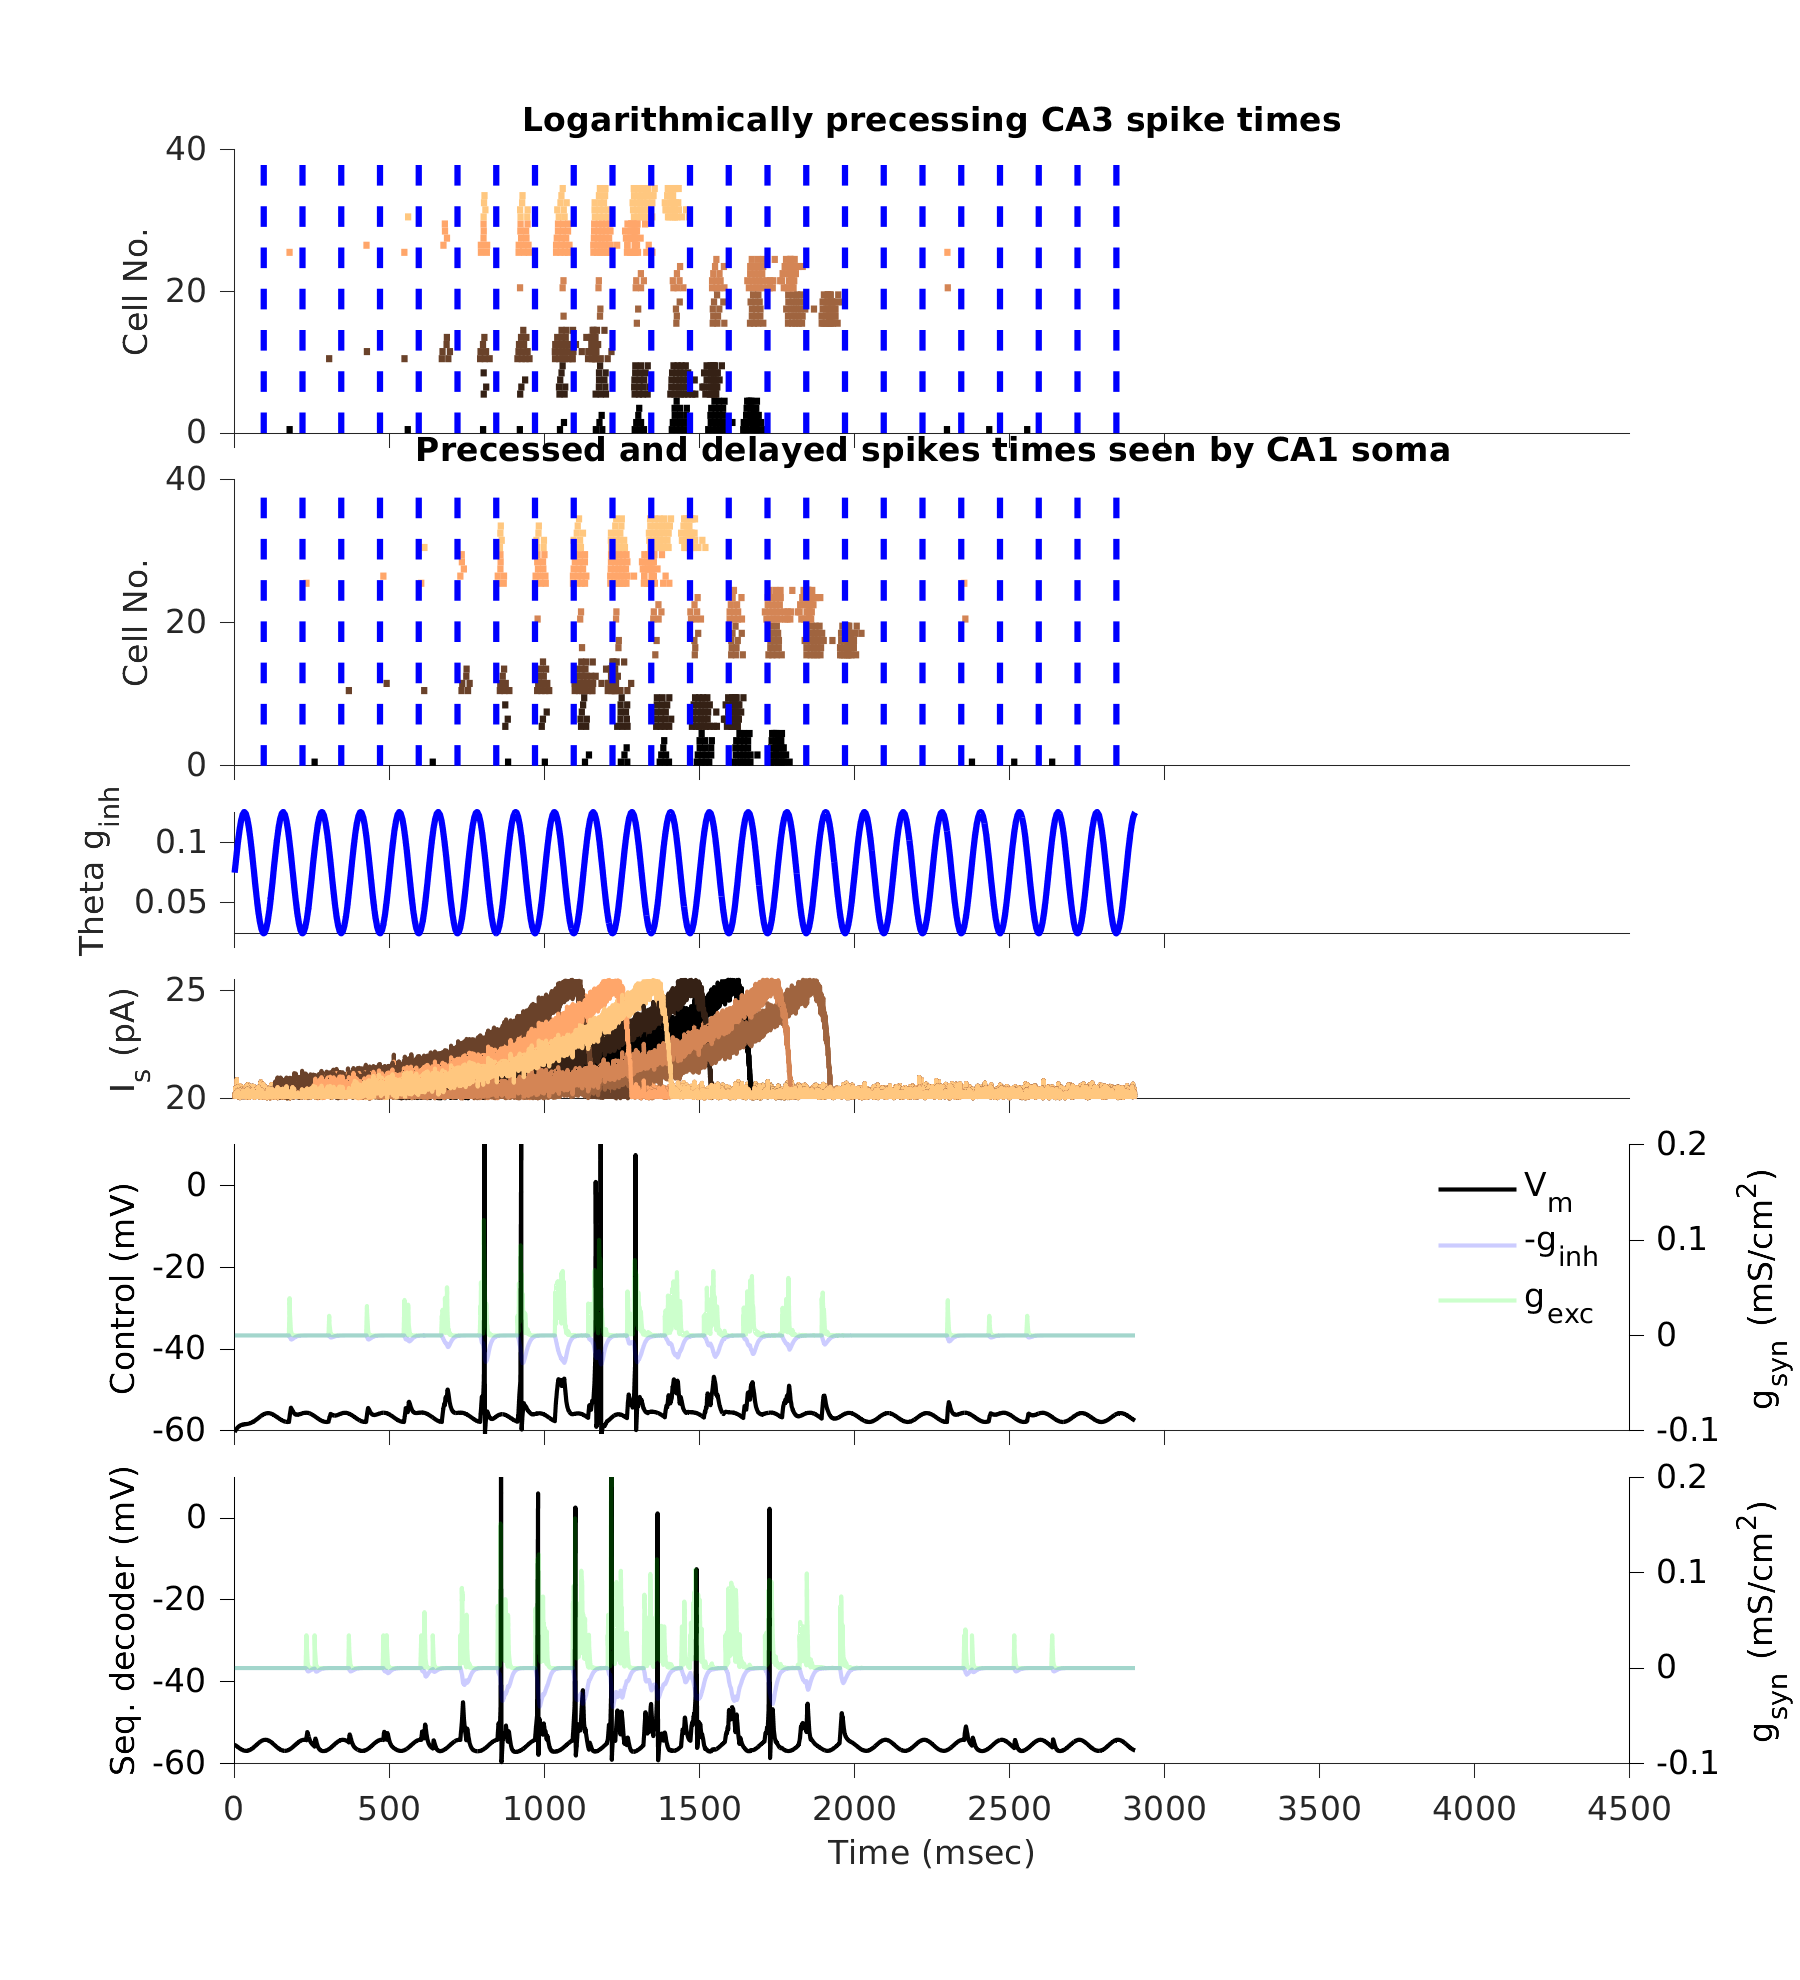 Logarithmically precessing CA3 spike times
40
20
0
Cell No.
Precessed and delayed spikes times seen by CA1 soma
40
20
0
Cell No.
0.1
0.05
Theta g_inh
25
20
I_s (pA)
0
-20
-40
-60
Control (mV)
V_m
-g_inh
g_exc
0.2
0.1
0
-0.1
g_syn (mS/cm^2)
0
-20
-40
-60
Seq. decoder (mV)
0.2
0.1
0
-0.1
g_syn (mS/cm^2)
0 500 1000 1500 2000 2500 3000 3500 4000 4500
Time (msec)